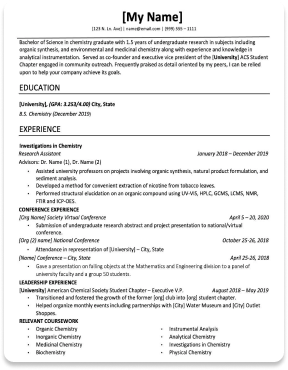 [My Name]
[123 N. Ln. Ave] | name@email.com | (999) 555 – 1111
Bachelor of Science in chemistry graduate with 1.5 years of undergraduate research in subjects including
organic synthesis, and environmental and medicinal chemistry along with experience and knowledge in
analytical instrumentation. Served as co-founder and executive vice president of the [University] ACS Student
Chapter engaged in community outreach. Frequently praised as detail oriented by my peers, I can be relied
upon to help your company achieve its goals.
EDUCATION
[University], (GPA: 3.253/4.00) City, State
B.S. Chemistry (December 2019)
EXPERIENCE
Investigations in Chemistry
Research Assistant January 2018 – December 2019
Advisors: Dr. Name (1), Dr. Name (2)
• Assisted university professors on projects involving organic synthesis, natural product formulation, and
sediment analysis.
• Developed method for convenient extraction of nicotine from tobacco leaves.
• Performed structural elucidation on an organic compound using UV-VIS, HPLC, GCMS, LCMS, NMR,
FTIR and ICP-OES.
CONFERENCE EXPERIENCE
[Org Name] Society Virtual Conference April 5 – 20, 2020
• Submission of undergraduate research abstract and project presentation to national/virtual
conference.
[Org (2) name] National Conference October 25-26, 2018
• Attendance in representation of [University] – City, State
[Name] Conference – City, State April 25-26, 2018
• Gave a presentation on falling objects at the Mathematics and Engineering division to a panel of
university faculty and a group 50 students.
LEADERSHIP EXPERIENCE
[University] American Chemical Society Student Chapter – Executive V.P. August 2018 – May 2019
• Transitioned and fostered the growth of the former [org] club into [org] student chapter.
• Helped organize monthly events including partnerships with [City] Water Museum and [City] Outlet
Shoppes.
RELEVANT COURSEWORK
• Organic Chemistry • Instrumental Analysis
• Inorganic Chemistry • Analytical Chemistry
• Medicinal Chemistry • Investigations in Chemistry
• Biochemistry • Physical Chemistry